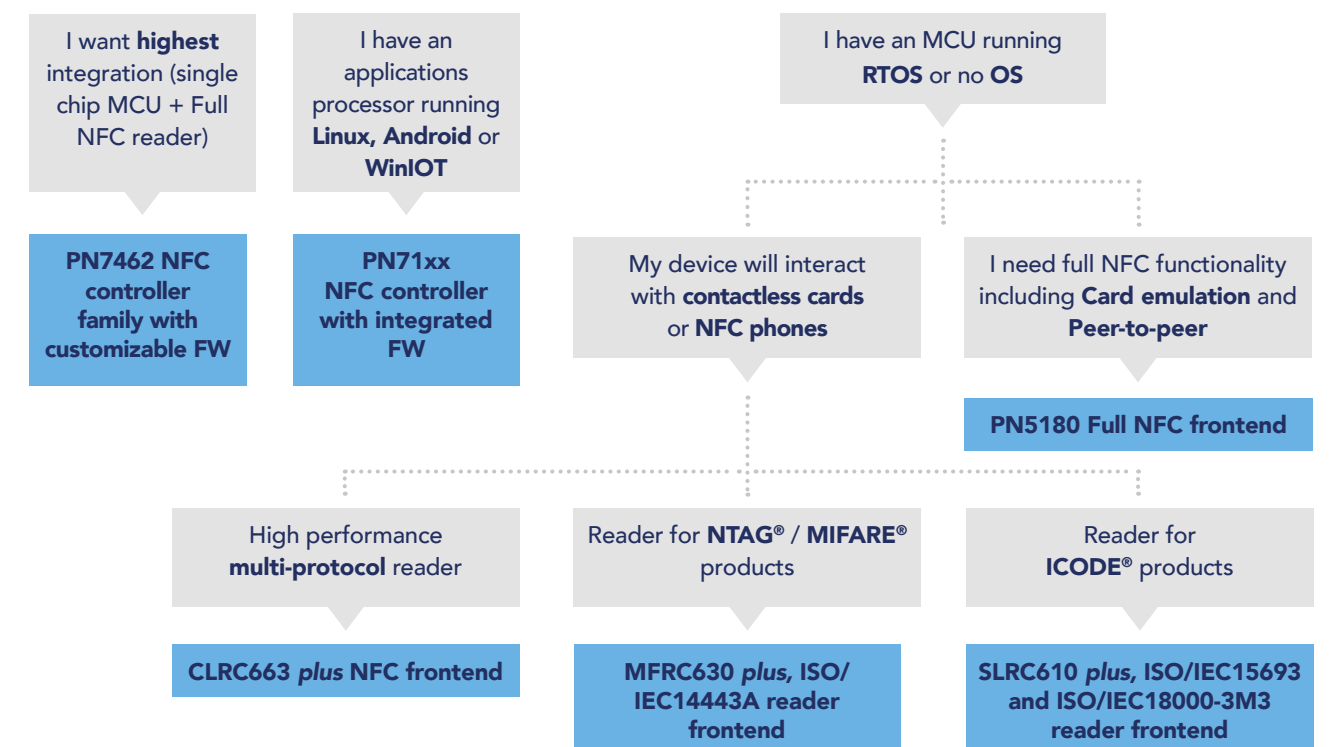 I want highest
integration (single
chip MCU + Full
NFC reader)
I have an
applications
processor running
Linux, Android or
WinIOT
I have an MCU running
RTOS or no OS
PN7462 NFC
controller
family with
customizable FW
PN71xx
NFC controller
with integrated
FW
My device will interact
with contactless cards
or NFC phones
I need full NFC functionality
including Card emulation and
Peer-to-peer
PN5180 Full NFC frontend
High performance
multi-protocol reader
Reader for NTAG® / MIFARE®
products
Reader for
ICODE® products
CLRC663 plus NFC frontend
MFRC630 plus, ISO/
IEC14443A reader
frontend
SLRC610 plus, ISO/IEC15693
and ISO/IEC18000-3M3
reader frontend